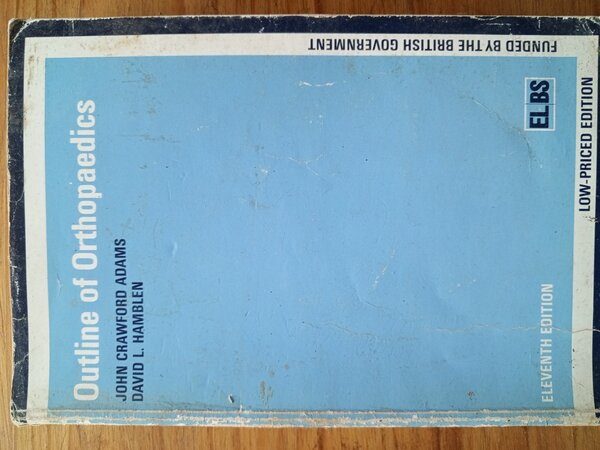 Outline of Orthopaedics
JOHN CRAWFORD ADAMS
DAVID L. HAMBLEN
ELEVENTH EDITION
ELBS
LOW-PRICED EDITION
FUNDED BY THE BRITISH GOVERNMENT